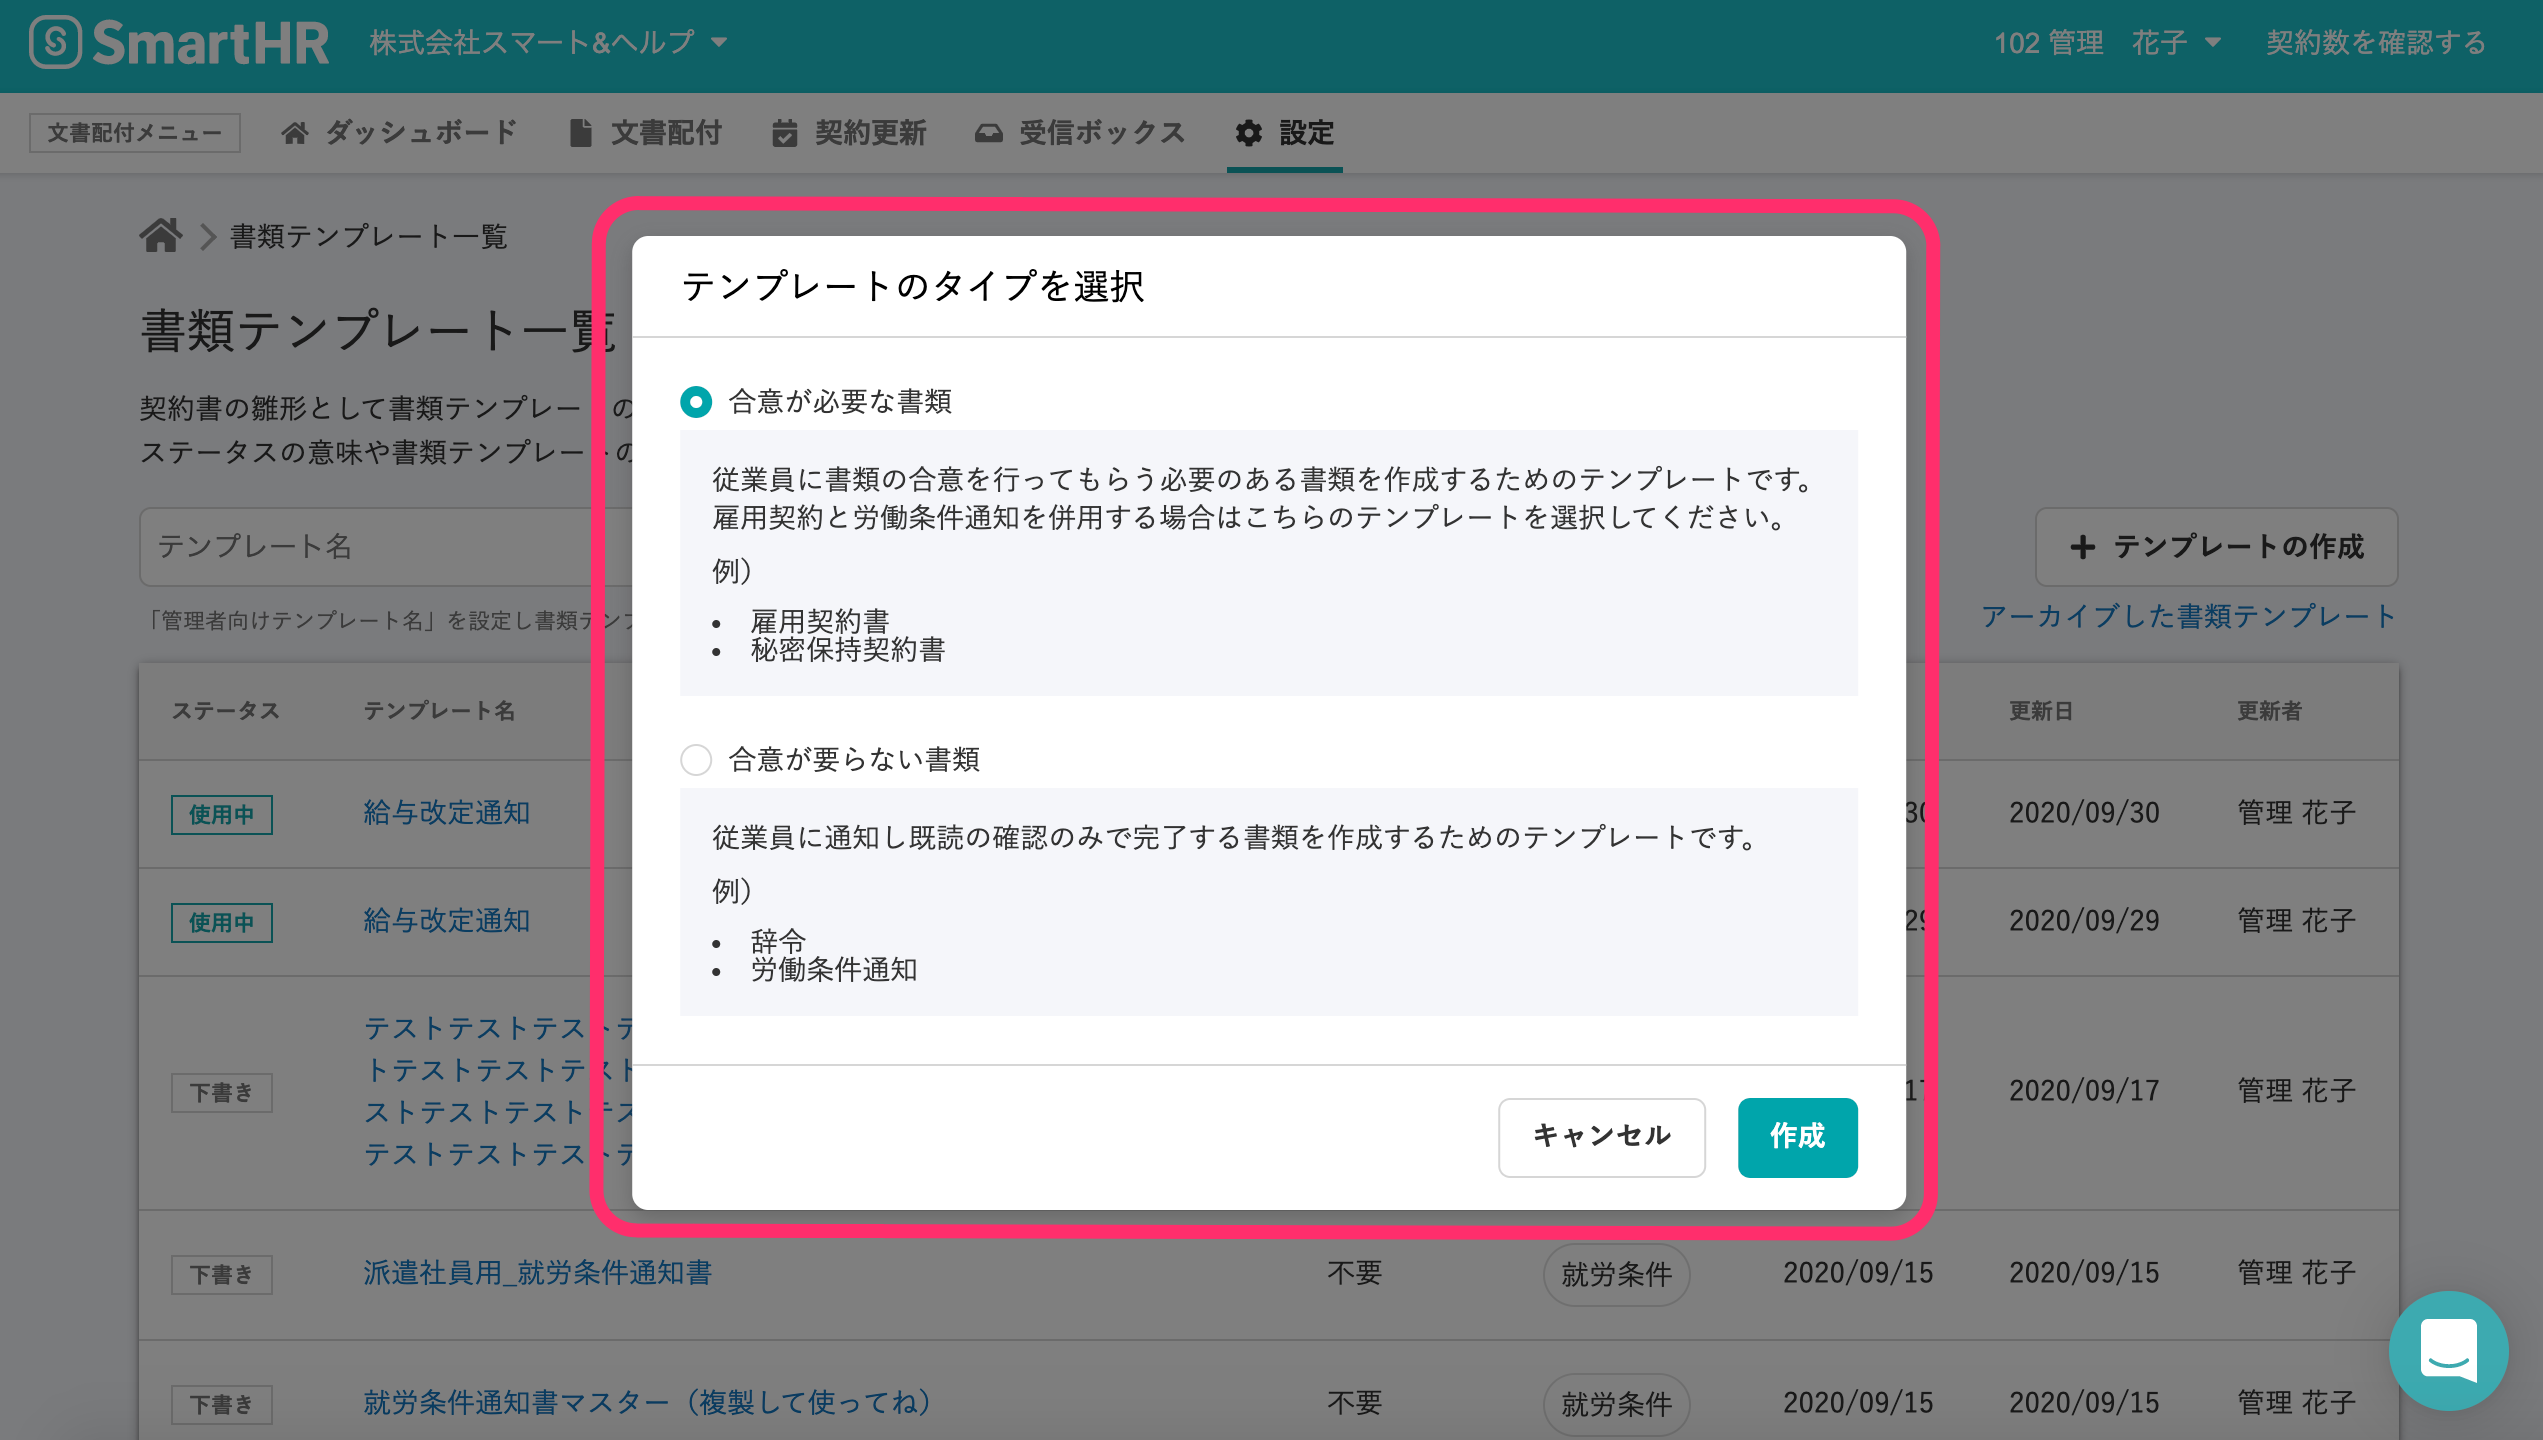 SmartHR 株式会社スマート&ヘルプ 102 管理 花子 契約数を確認する
文書配付メニュー ダッシュボード 文書配付 契約更新 受信ボックス 設定
書類テンプレート一覧
書類テンプレート一覧
契約書の雛形として書類テンプレートの
ステータスの意味や書類テンプレートの
テンプレート名
「管理者向けテンプレート名」を設定し書類テンプ
テンプレートの作成
アーカイブした書類テンプレート
テンプレートのタイプを選択
合意が必要な書類
従業員に書類の合意を行ってもらう必要のある書類を作成するためのテンプレートです。
雇用契約と労働条件通知を併用する場合はこちらのテンプレートを選択してください。
例）
• 雇用契約書
• 秘密保持契約書
合意が要らない書類
従業員に通知し既読の確認のみで完了する書類を作成するためのテンプレートです。
例）
• 辞令
• 労働条件通知
キャンセル 作成
ステータス テンプレート名 更新日 更新者
使用中 給与改定通知 30 2020/09/30 管理 花子
使用中 給与改定通知 29 2020/09/29 管理 花子
下書き テストテストテストテ 17 2020/09/17 管理 花子
トテストテストテスト
ストテストテストテス
テストテストテストテ
下書き 派遣社員用_就労条件通知書 不要 就労条件 2020/09/15 2020/09/15 管理 花子
下書き 就労条件通知書マスター（複製して使ってね） 不要 就労条件 2020/09/15 2020/09/15 管理 花子